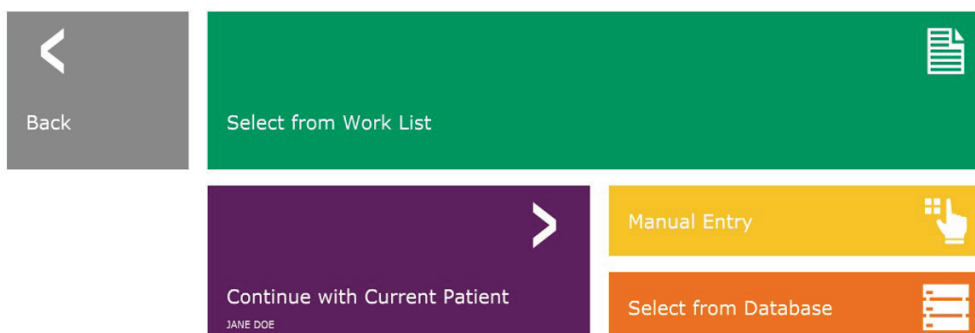 Back
Select from Work List
Continue with Current Patient
JANE DOE
Manual Entry
Select from Database